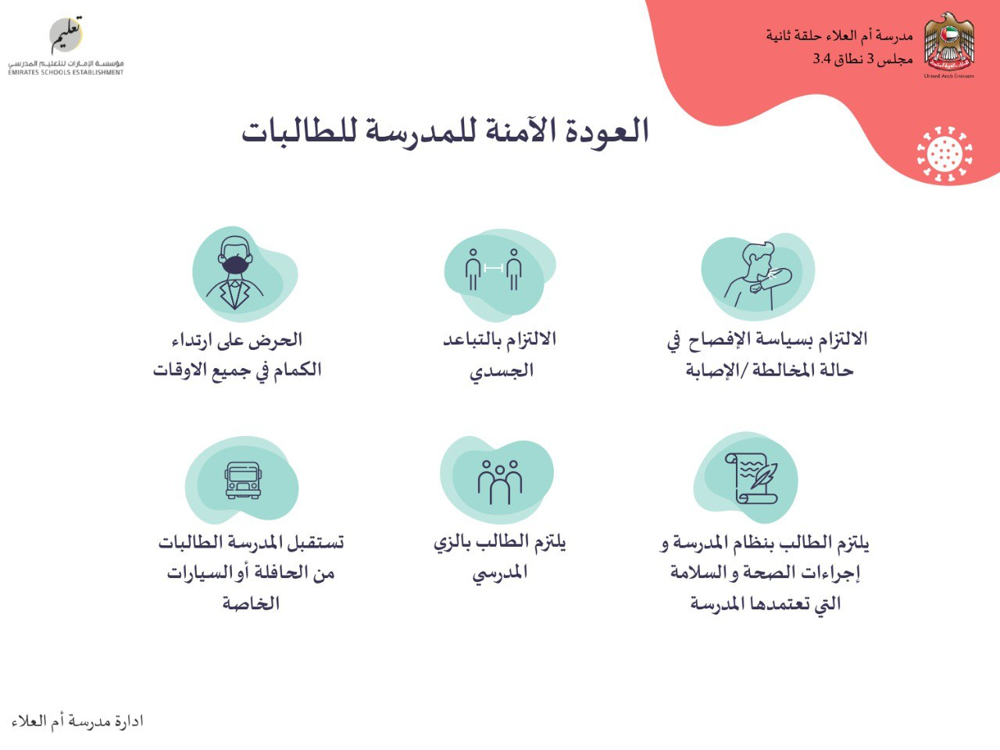 مدرسة أم العلاء حلقة ثانية
مجلس 3 نطاق 3.4
United Arab Emirates
تعليم
مؤسسة الإمارات للتعليم المدرسي
EMIRATES SCHOOLS ESTABLISHMENT
العودة الآمنة للمدرسة للطالبات
الالتزام بسياسة الإفصاح في
حالة المخالطة /الإصابة
الالتزام بالتباعد
الجسدي
الحرض على ارتداء
الكمام في جميع الاوقات
يلتزم الطالب بنظام المدرسة و
إجراءات الصحة و السلامة
التي تعتمدها المدرسة
يلتزم الطالب بالزي
المدرسي
تستقبل المدرسة الطالبات
من الحافلة أو السيارات
الخاصة
ادارة مدرسة أم العلاء